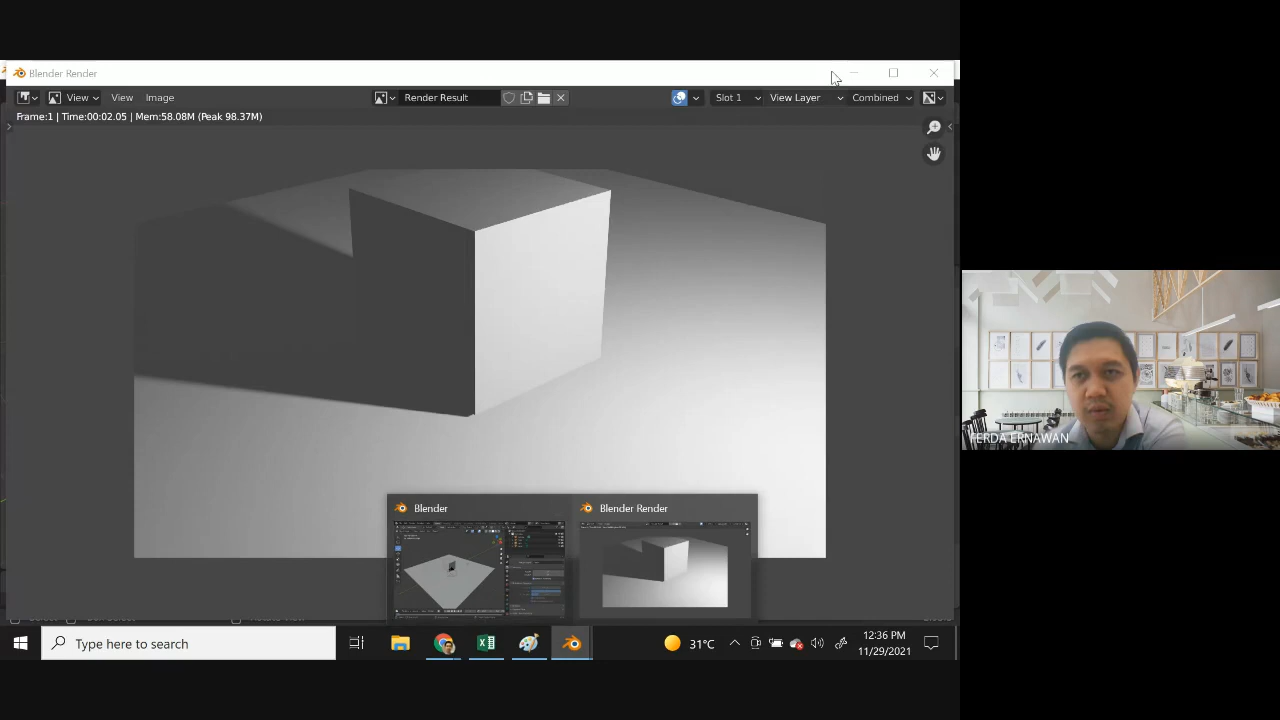 Blender Render
View View Image Render Result Slot 1 View Layer Combined
Frame:1 | Time:00:02.05 | Mem:58.08M (Peak 98.37M)
FERDA ERNAWAN
Blender Blender Render
Type here to search 31°C 12:36 PM
11/29/2021